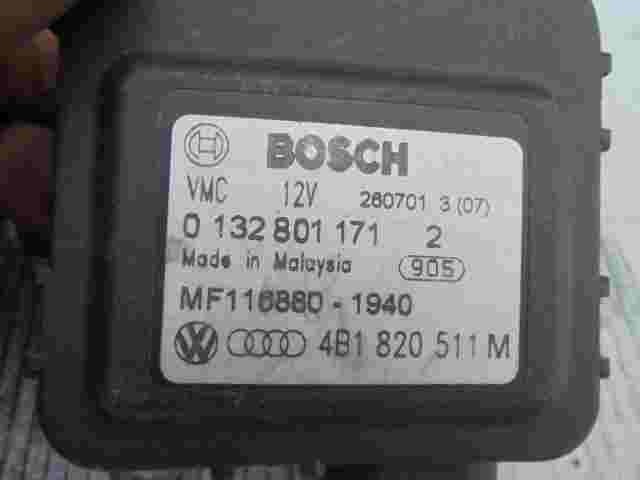 BOSCH
VMC 12V 260701 3 (07)
0 132 801 171 2
Made in Malaysia 905
MF116880 - 1940
4B1 820 511 M